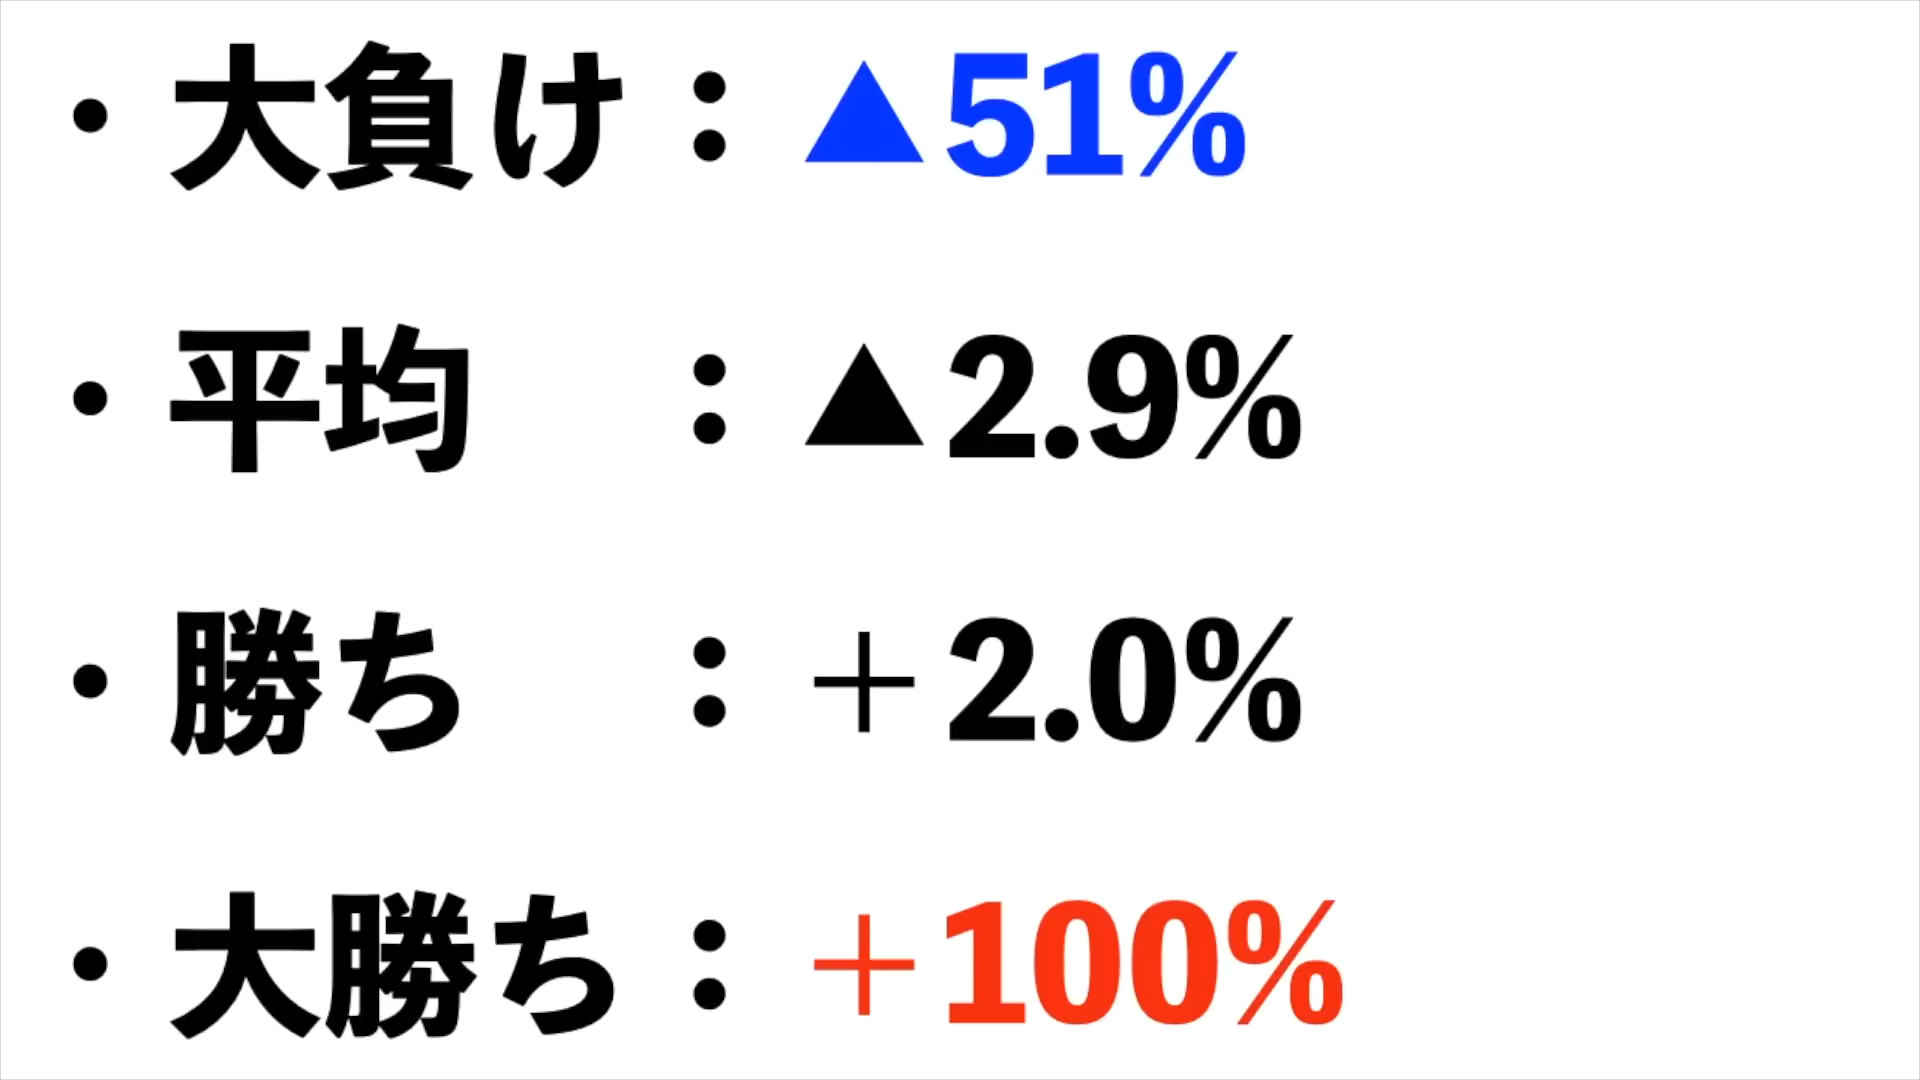 ・大負け：▲51%
・平均　：▲2.9%
・勝ち　：＋2.0%
・大勝ち：＋100%